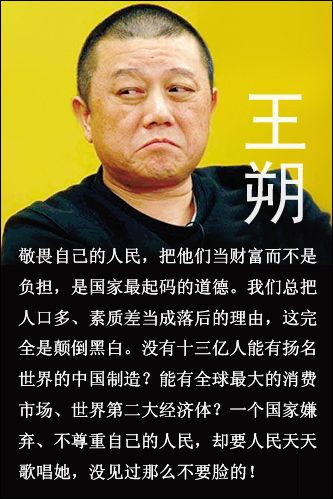 王
朔
敬畏自己的人民，把他们当财富而不是
负担，是国家最起码的道德。我们总把
人口多、素质差当成落后的理由，这完
全是颠倒黑白。没有十三亿人能有扬名
世界的中国制造？能有全球最大的消费
市场、世界第二大经济体？一个国家嫌
弃、不尊重自己的人民，却要人民天天
歌唱她，没见过那么不要脸的！